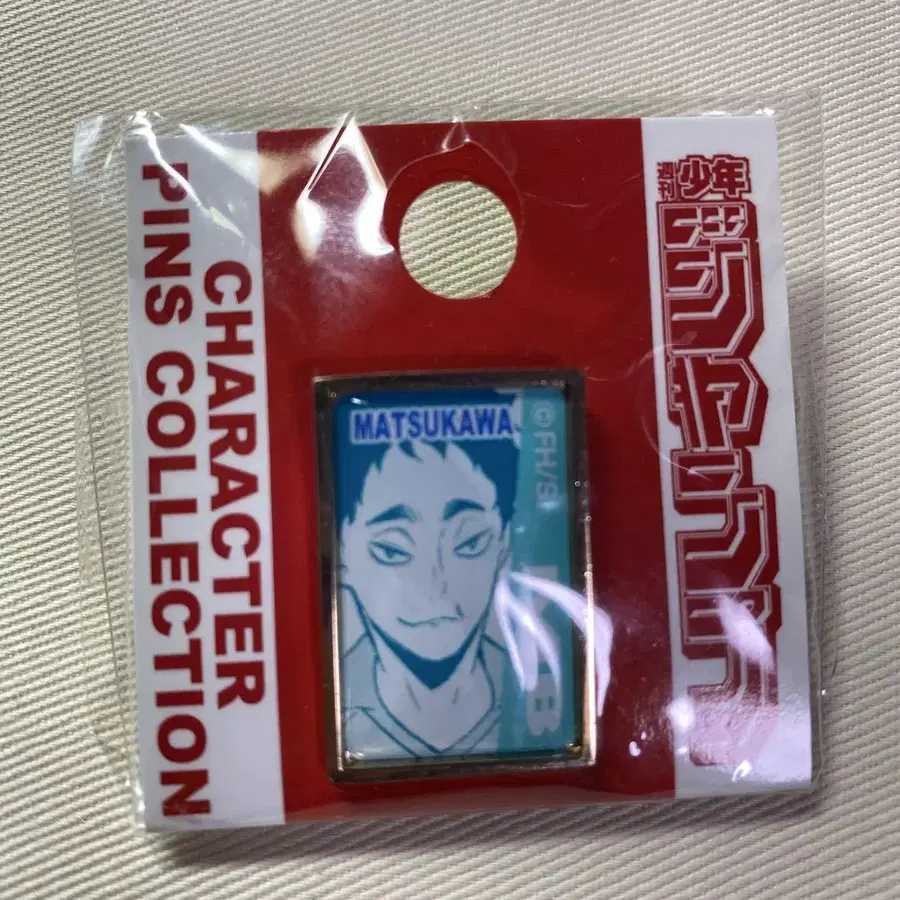 CHARACTER
PINS COLLECTION
MATSUKAWA
©FH/S
B
週刊
少年
ジャンプ